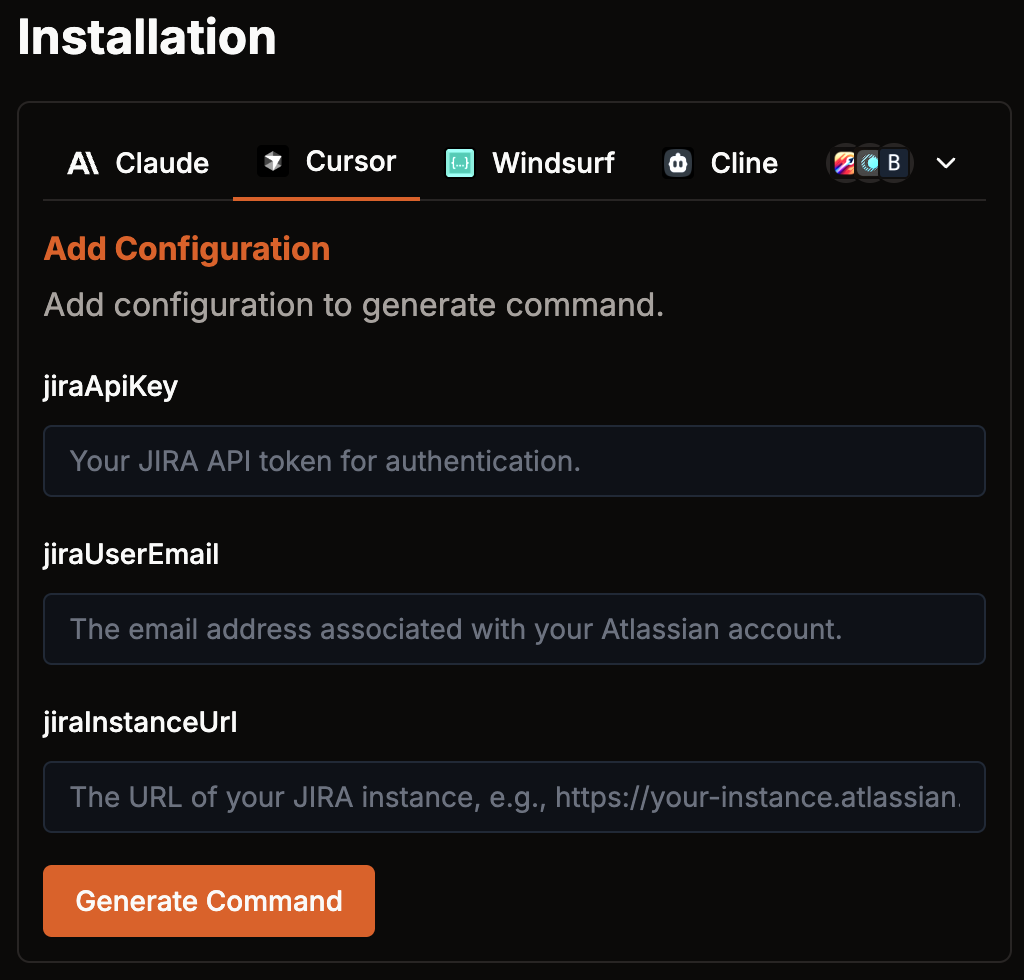 Installation
Claude Cursor Windsurf Cline B
Add Configuration
Add configuration to generate command.
jiraApiKey
Your JIRA API token for authentication.
jiraUserEmail
The email address associated with your Atlassian account.
jiraInstanceUrl
The URL of your JIRA instance, e.g., https://your-instance.atlassian.
Generate Command